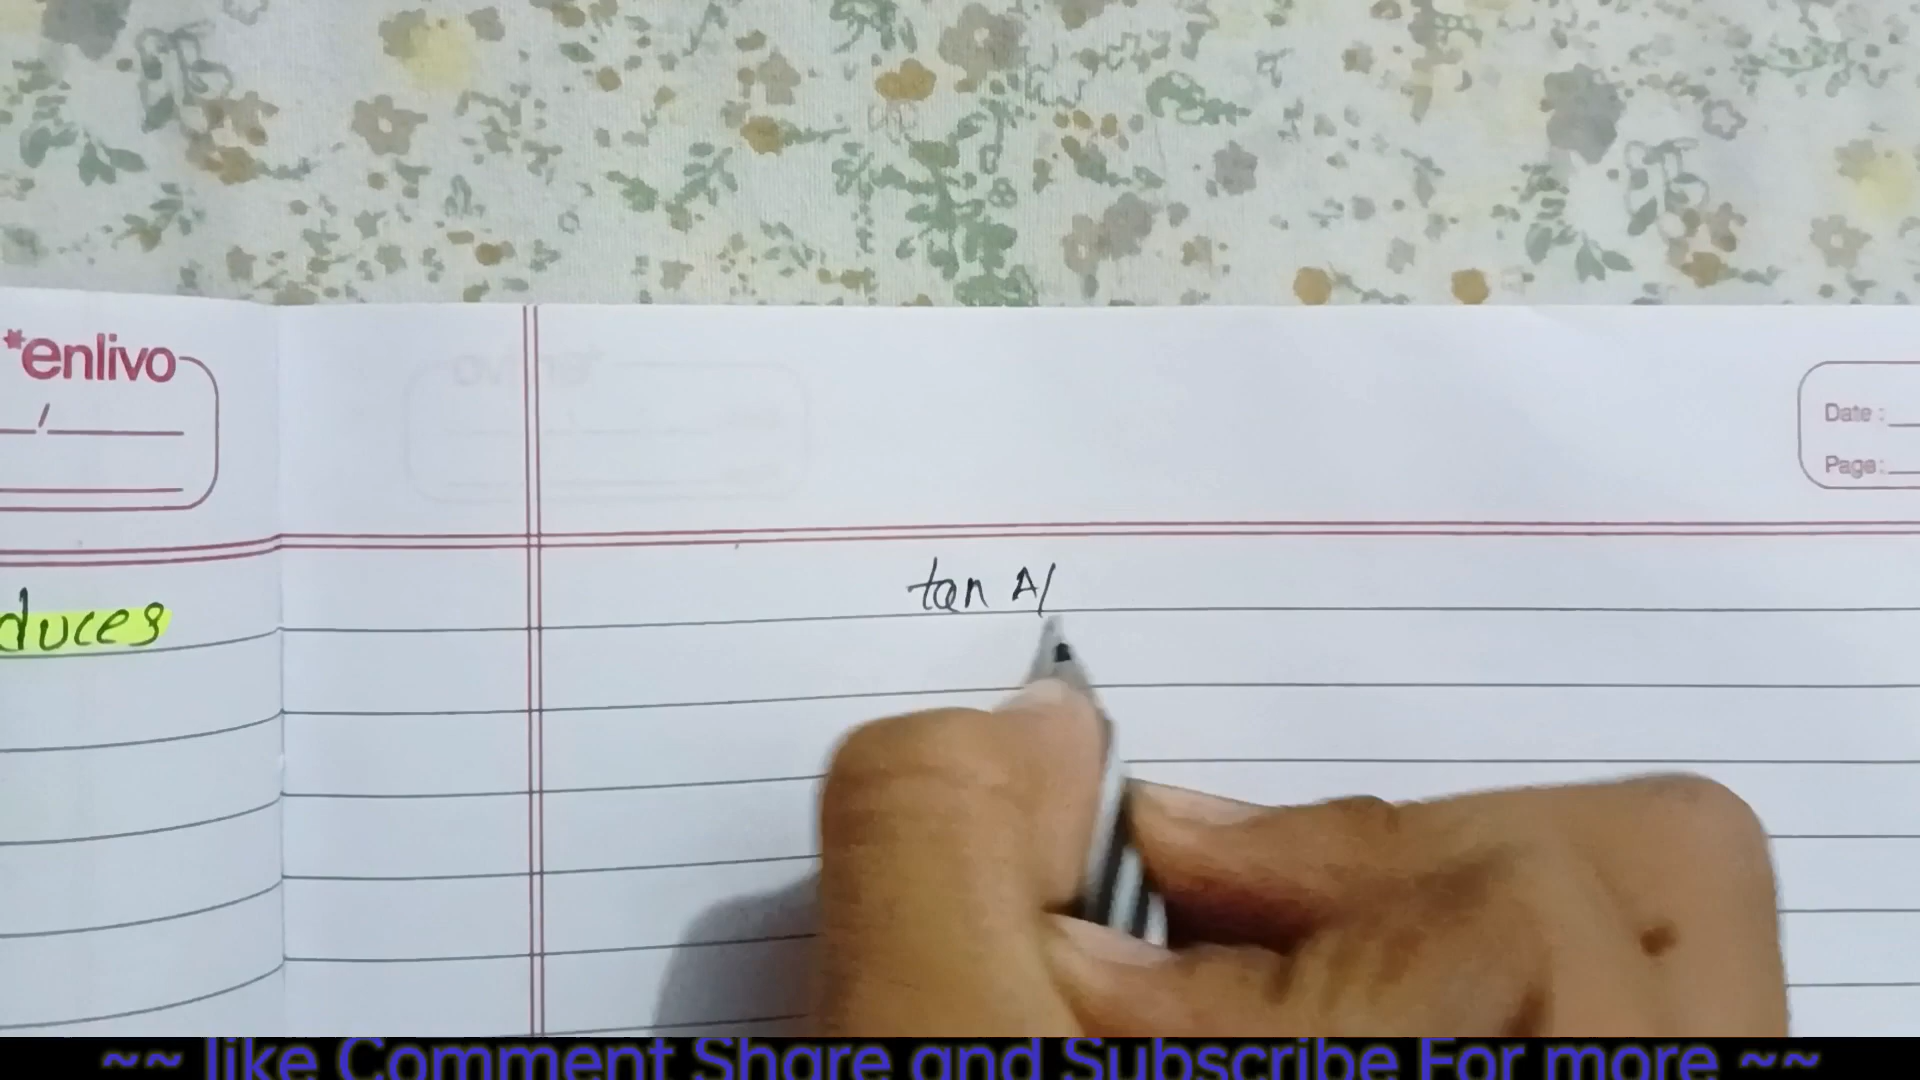 *enlivo
/
Date :
Page:
tan A/
duces
~~ like Comment Share and Subscribe For more ~~